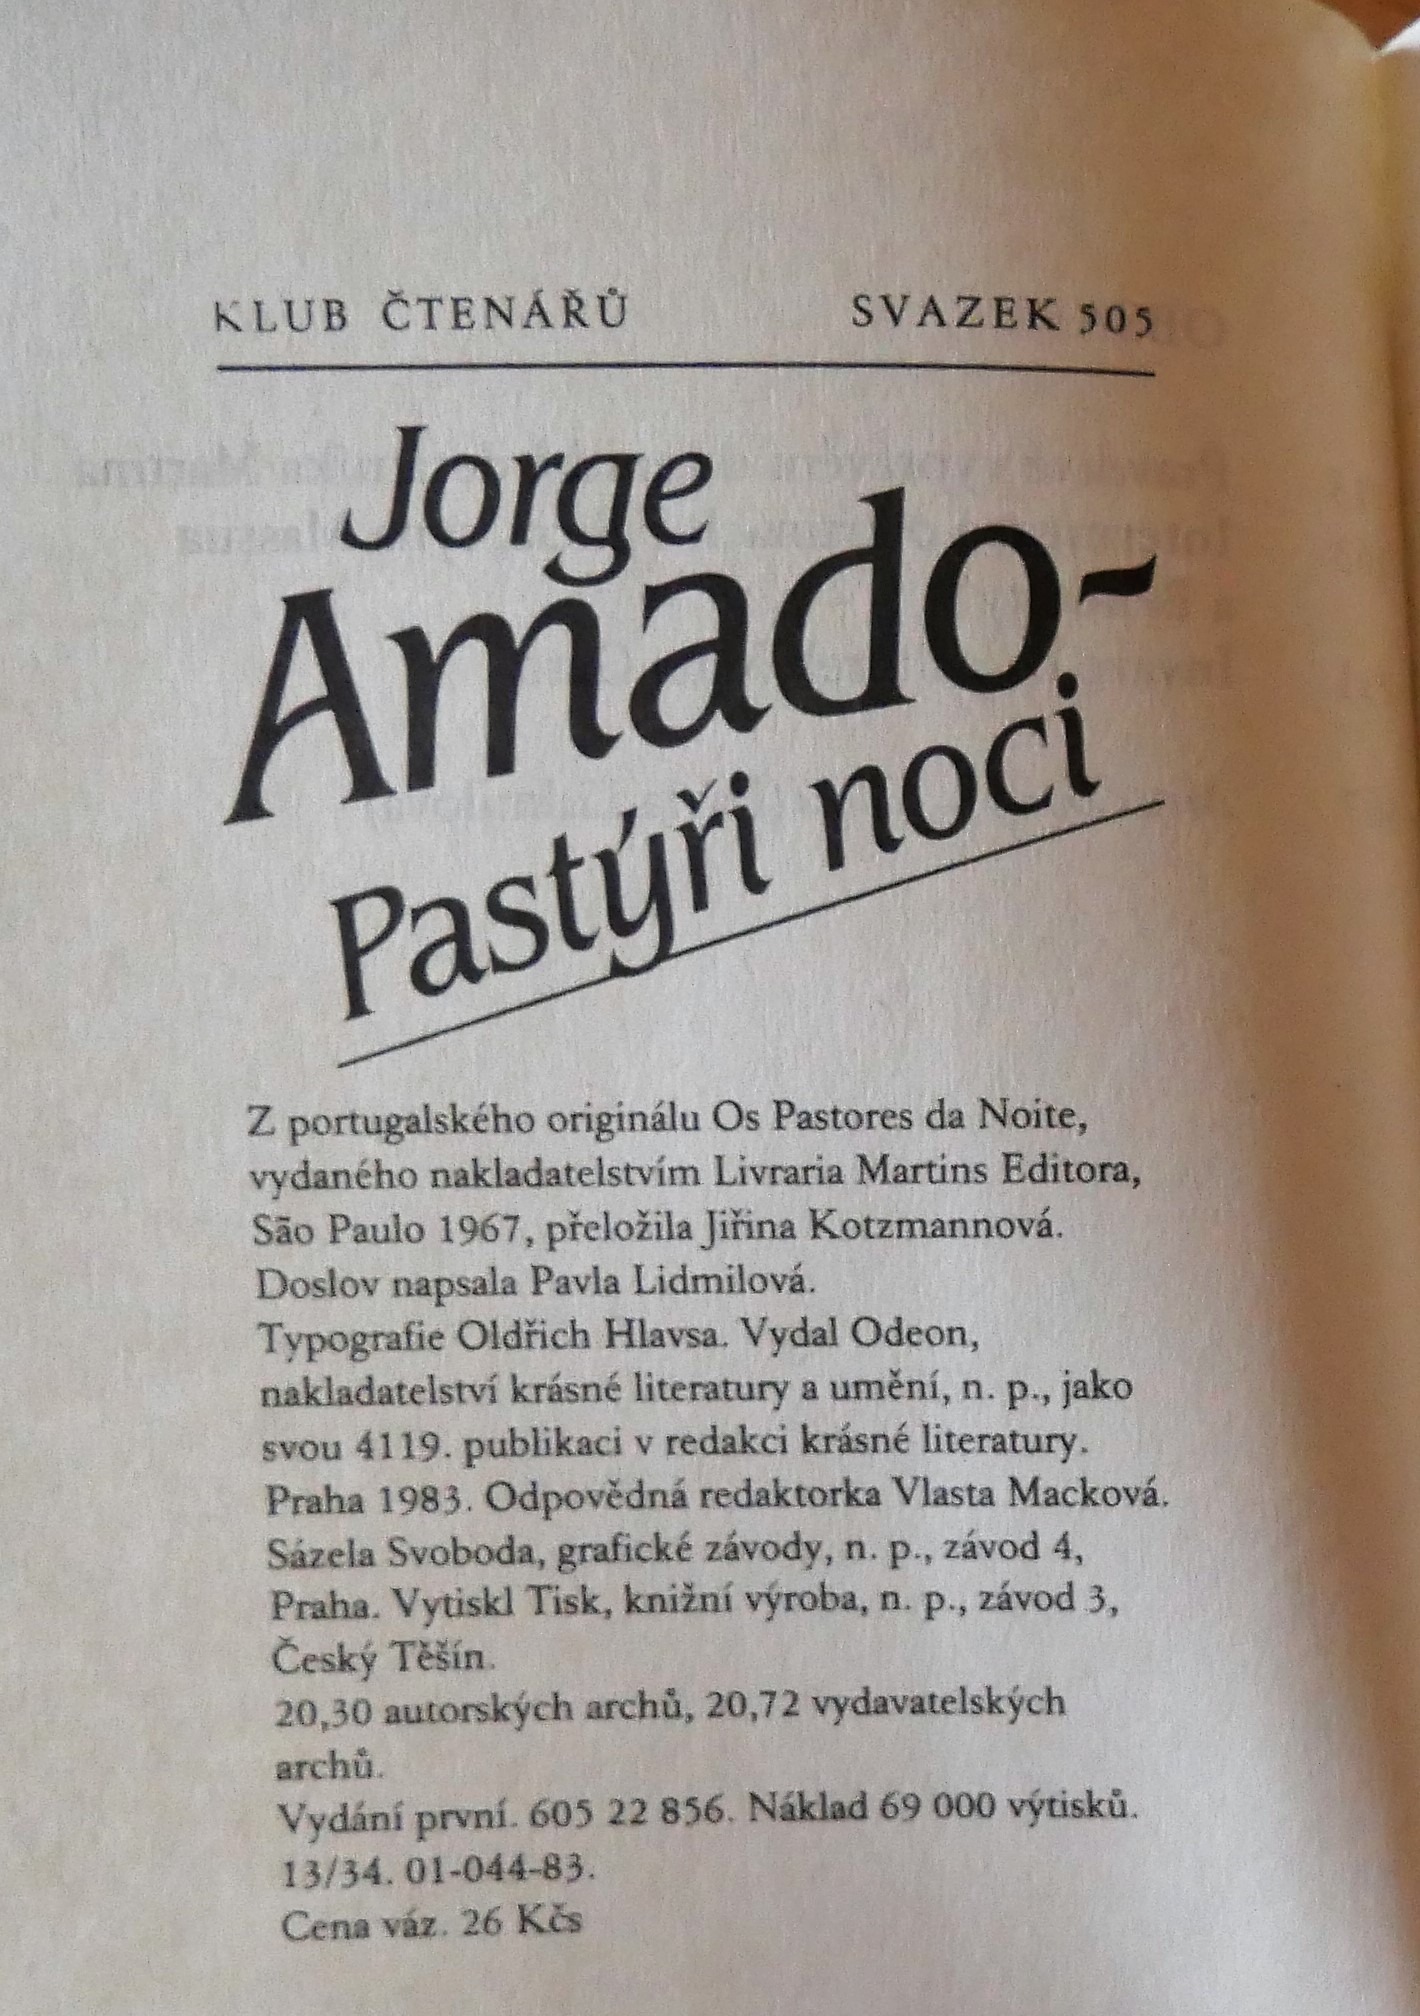 KLUB ČTENÁŘŮ SVAZEK 505
Jorge
Amado-
Pastýři noci
Z portugalského originálu Os Pastores da Noite,
vydaného nakladatelstvím Livraria Martins Editora,
São Paulo 1967, přeložila Jiřina Kotzmannová.
Doslov napsala Pavla Lidmilová.
Typografie Oldřich Hlavsa. Vydal Odeon,
nakladatelství krásné literatury a umění, n. p., jako
svou 4119. publikaci v redakci krásné literatury.
Praha 1983. Odpovědná redaktorka Vlasta Macková.
Sázela Svoboda, grafické závody, n. p., závod 4,
Praha. Vytiskl Tisk, knižní výroba, n. p., závod 3,
Český Těšín.
20,30 autorských archů, 20,72 vydavatelských
archů.
Vydání první. 605 22 856. Náklad 69 000 výtisků.
13/34. 01-044-83.
Cena váz. 26 Kčs